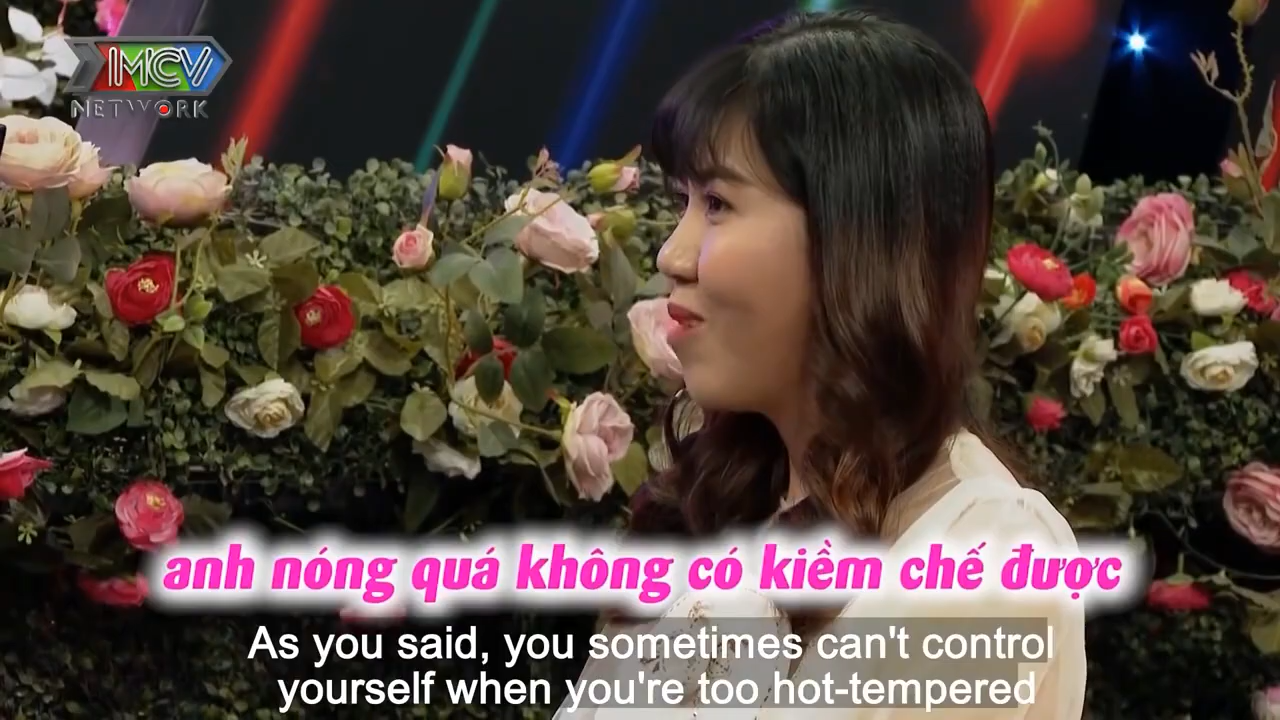 MCV
NETWORK
anh nóng quá không có kiềm chế được
As you said, you sometimes can't control
yourself when you're too hot-tempered